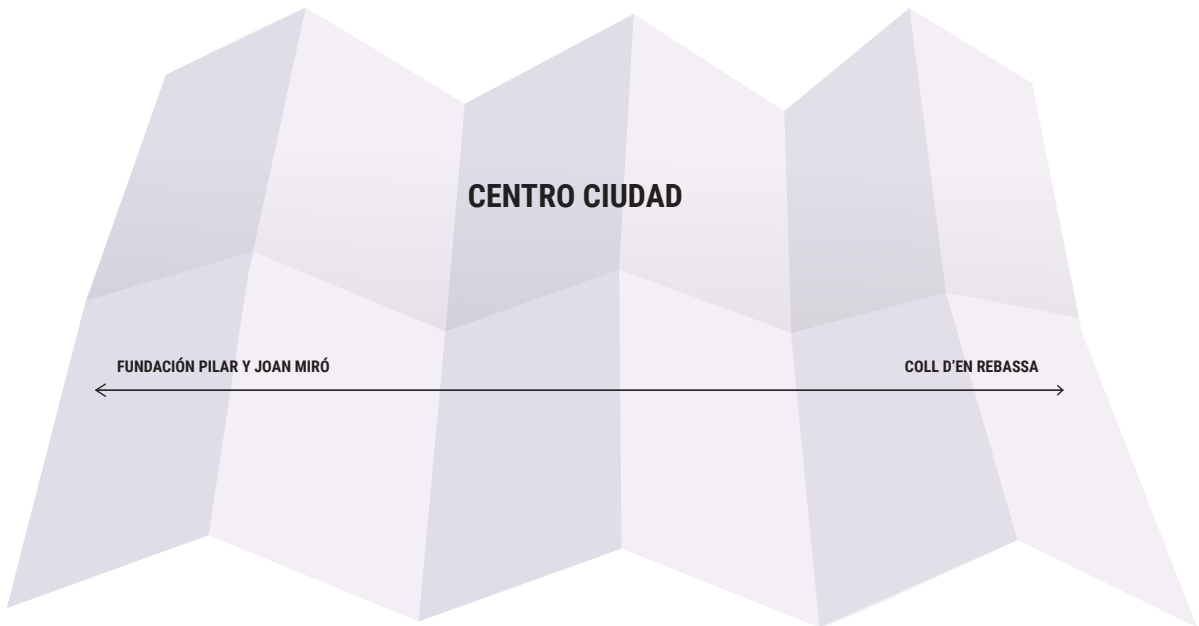 CENTRO CIUDAD
FUNDACIÓN PILAR Y JOAN MIRÓ
COLL D’EN REBASSA